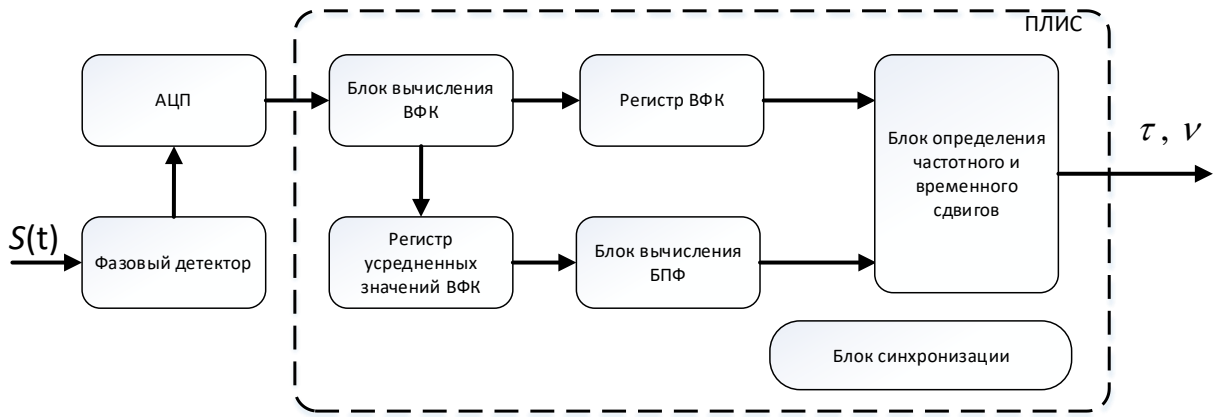 ПЛИС
АЦП
Блок вычисления
ВФК
Регистр ВФК
Блок определения
частотного и
временного
сдвигов
τ, ν
S(t)
Фазовый детектор
Регистр
усредненных
значений ВФК
Блок вычисления
БПФ
Блок синхронизации